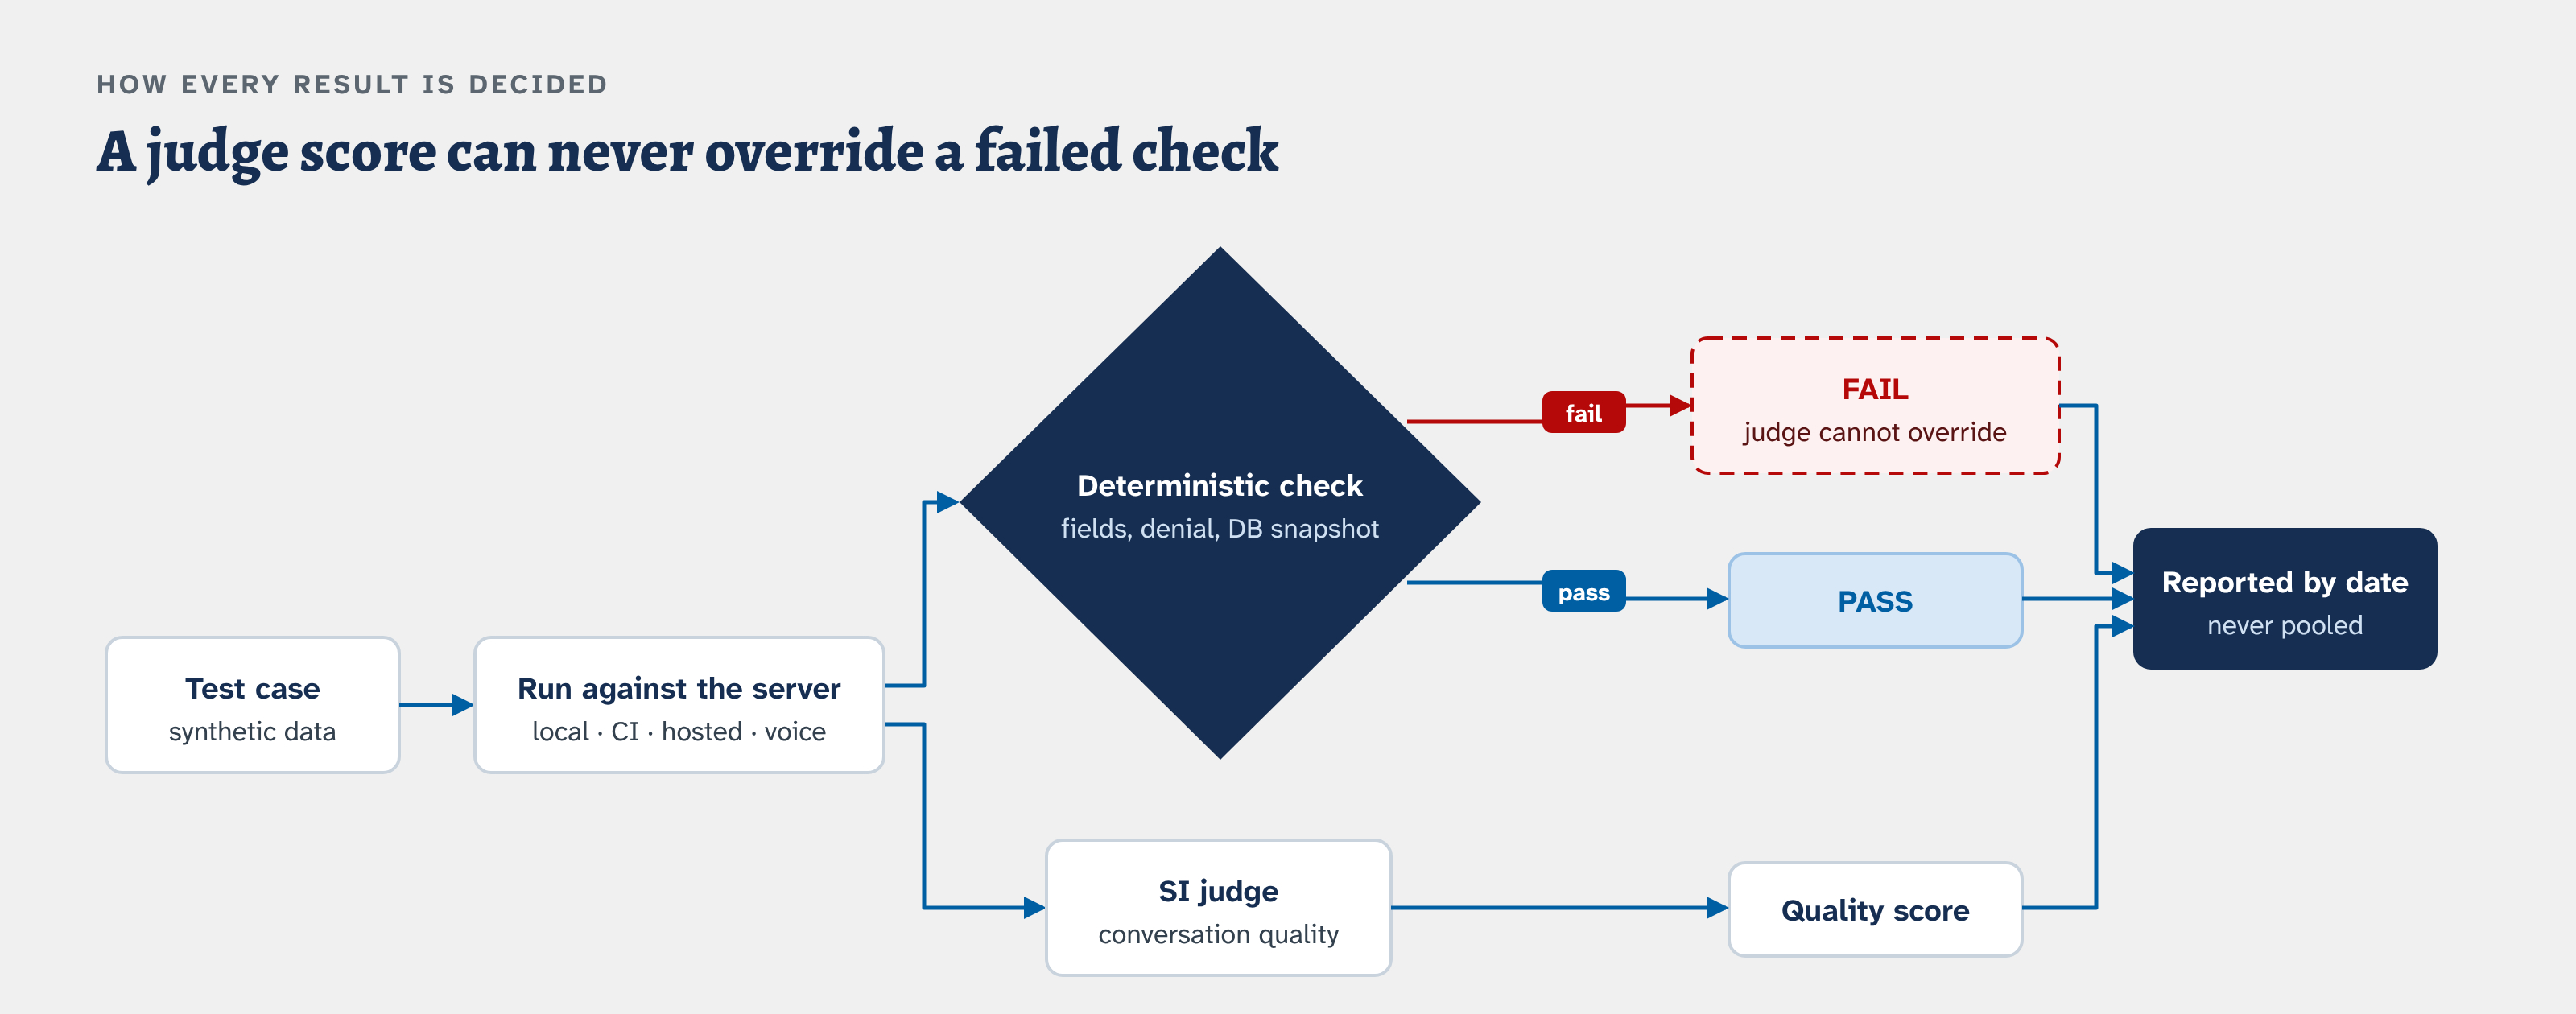 HOW EVERY RESULT IS DECIDED
A judge score can never override a failed check
Test case
synthetic data
Run against the server
local · CI · hosted · voice
Deterministic check
fields, denial, DB snapshot
fail
FAIL
judge cannot override
pass
PASS
Reported by date
never pooled
SI judge
conversation quality
Quality score